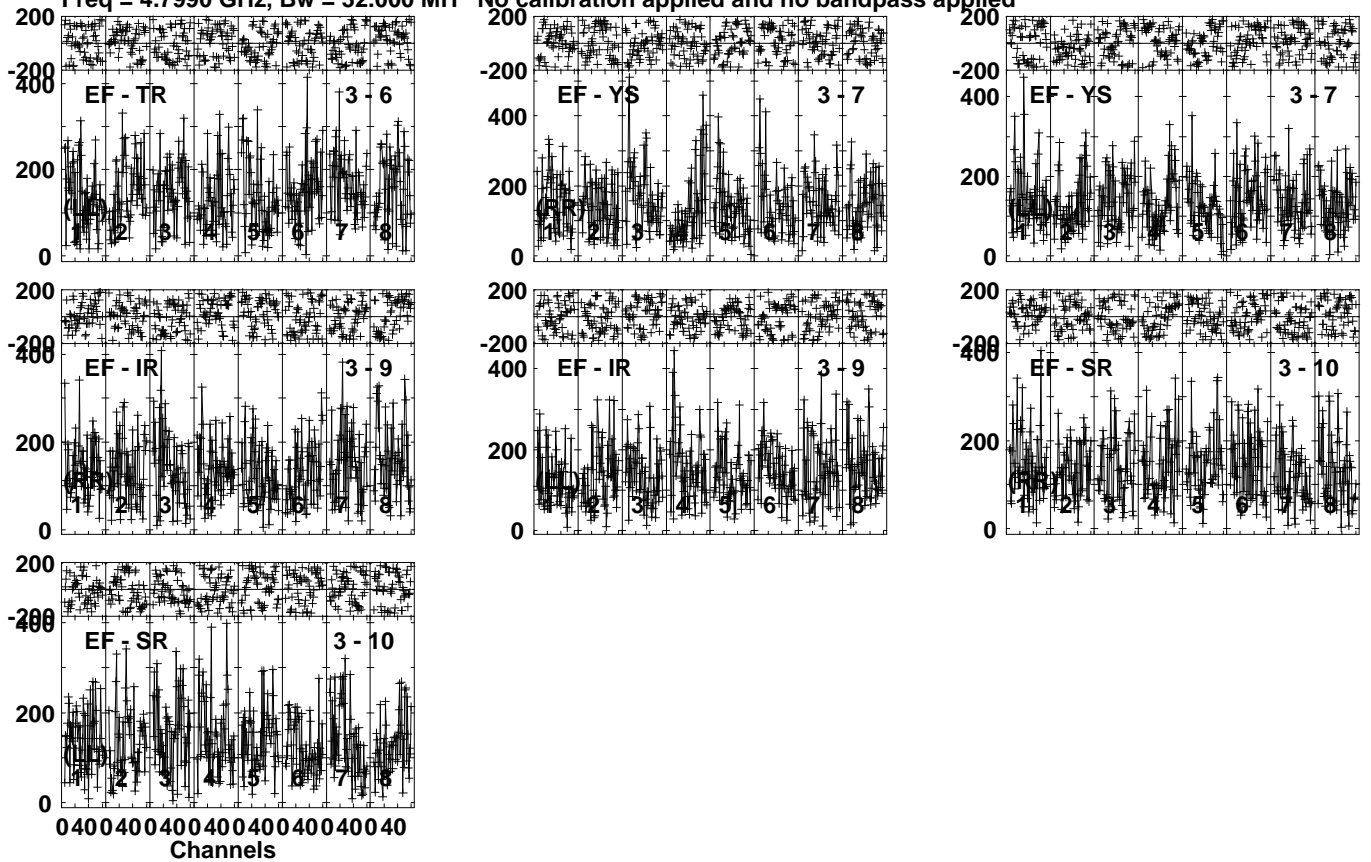 Freq = 4.7990 GHz, Bw = 32.000 MH No calibration applied and no bandpass applied
200
-200
400
200
0
EF - TR 3 - 6
(LL)
1 2 3 4 5 6 7 8
200
-200
400
200
0
EF - YS 3 - 7
(RR)
1 2 3 4 5 6 7 8
200
-200
400
200
0
EF - YS 3 - 7
(LL)
1 2 3 4 5 6 7 8
200
-200
400
200
0
EF - IR 3 - 9
(RR)
1 2 3 4 5 6 7 8
200
-200
400
200
0
EF - IR 3 - 9
(LL)
1 2 3 4 5 6 7 8
200
-200
400
200
0
EF - SR 3 - 10
(RR)
1 2 3 4 5 6 7 8
200
-200
400
200
0
EF - SR 3 - 10
(LL)
1 2 3 4 5 6 7 8
0 40 0 40 0 40 0 40 0 40 0 40 0 40 0 40
Channels